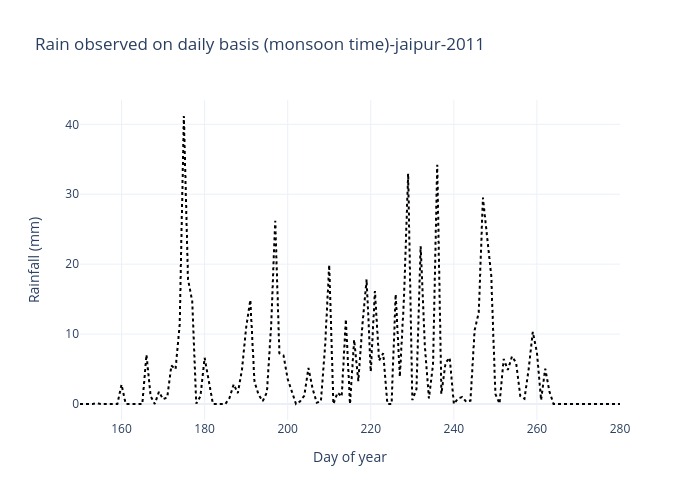 Rain observed on daily basis (monsoon time)-jaipur-2011
40
30
20
10
0
Rainfall (mm)
160 180 200 220 240 260 280
Day of year